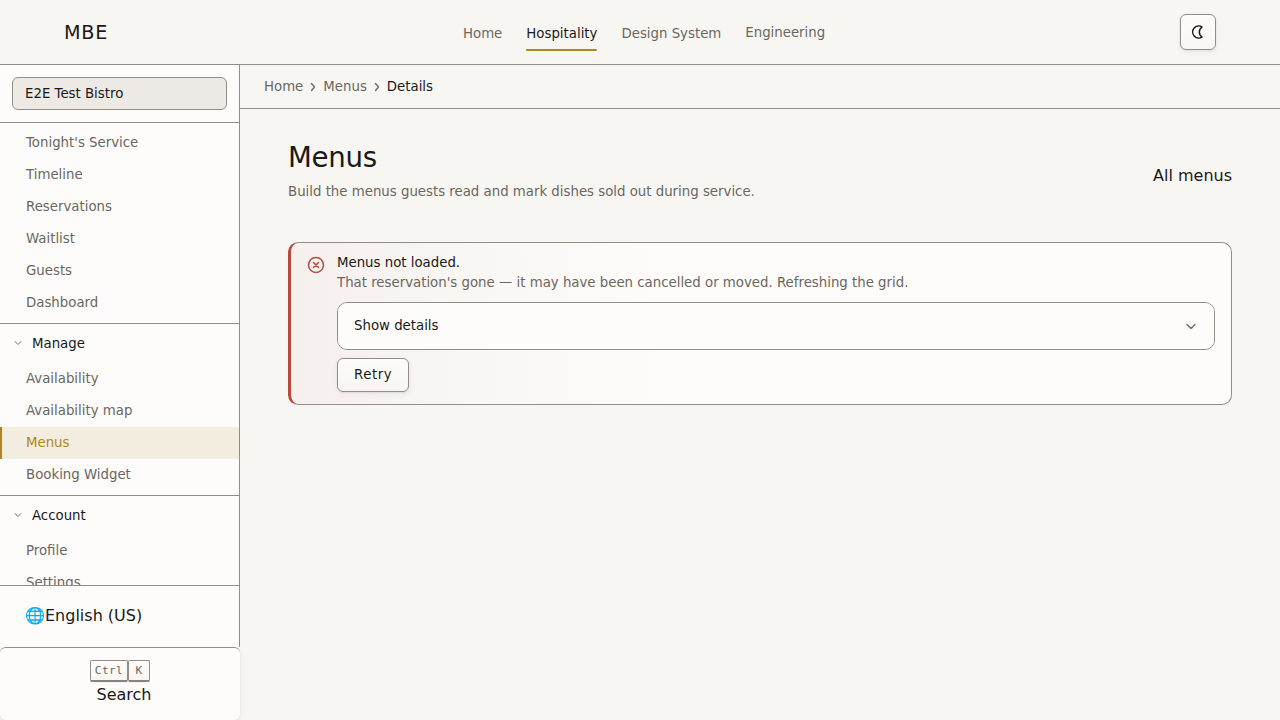 MBE
Home
Hospitality
Design System
Engineering
E2E Test Bistro
Tonight's Service
Timeline
Reservations
Waitlist
Guests
Dashboard
Manage
Availability
Availability map
Menus
Booking Widget
Account
Profile
Settings
English (US)
Ctrl K
Search
Home > Menus > Details
Menus
Build the menus guests read and mark dishes sold out during service.
All menus
Menus not loaded.
That reservation's gone — it may have been cancelled or moved. Refreshing the grid.
Show details
Retry